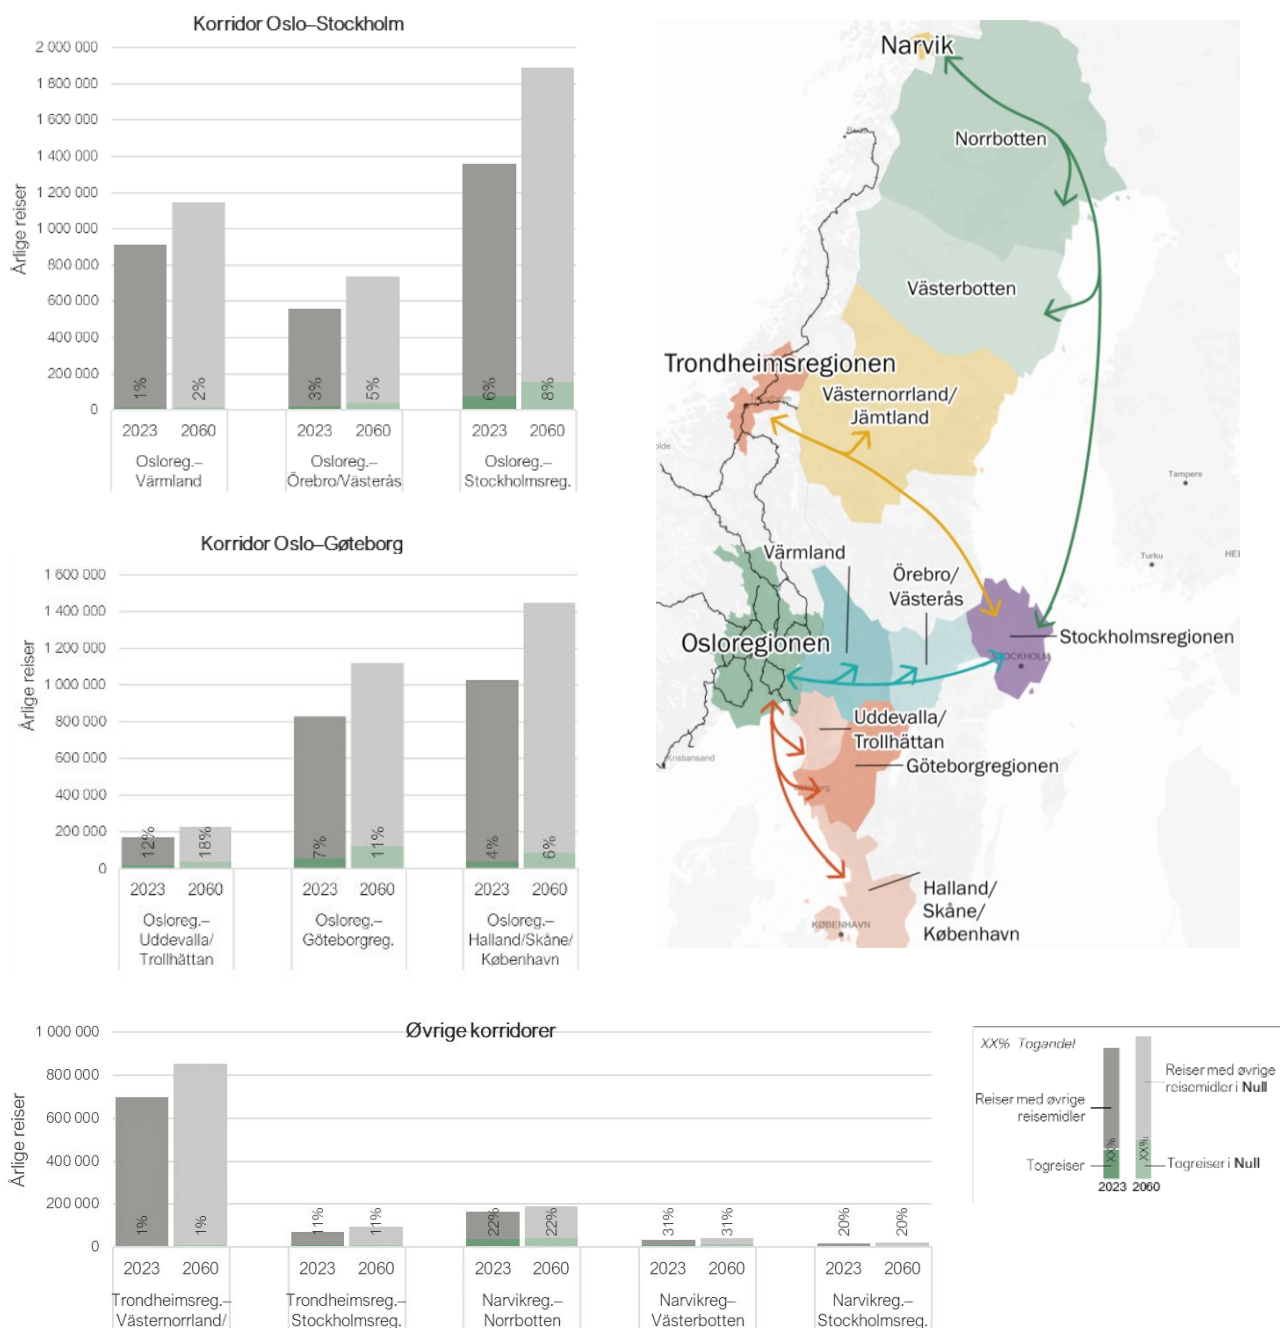 Korridor Oslo–Stockholm
2 000 000
1 800 000
1 600 000
1 400 000
1 200 000
1 000 000
800 000
600 000
400 000
200 000
0
Årlige reiser
1%
2%
3%
5%
6%
8%
2023
2060
2023
2060
2023
2060
Osloreg.–
Värmland
Osloreg.–
Örebro/Västerås
Osloreg.–
Stockholmsreg.
Korridor Oslo–Gøteborg
1 600 000
1 400 000
1 200 000
1 000 000
800 000
600 000
400 000
200 000
0
Årlige reiser
12%
18%
7%
11%
4%
6%
2023
2060
2023
2060
2023
2060
Osloreg.–
Uddevalla/
Trollhättan
Osloreg.–
Göteborgreg.
Osloreg.–
Halland/Skåne/
København
Narvik
Norrbotten
Västerbotten
Trondheimsregionen
Västernorrland/
Jämtland
Tampere
Turku
HEL
Värmland
Örebro/
Västerås
Osloregionen
Stockholmsregionen
STOCKHOLM
Uddevalla/
Trollhättan
Göteborgregionen
Kristiansand
Halland/
Skåne/
København
KØBENHAVN
Øvrige korridorer
1 000 000
800 000
600 000
400 000
200 000
0
Årlige reiser
1%
1%
11%
11%
22%
22%
31%
31%
20%
20%
2023
2060
2023
2060
2023
2060
2023
2060
2023
2060
Trondheimsreg.–
Västernorrland/
Trondheimsreg.–
Stockholmsreg.
Narvikreg.–
Norrbotten
Narvikreg–
Västerbotten
Narvikreg.–
Stockholmsreg.
XX% Togandel
Reiser med øvrige
reisemidler
Togreiser
XX%
XX%
2023
2060
Reiser med øvrige
reisemidler i Null
Togreiser i Null